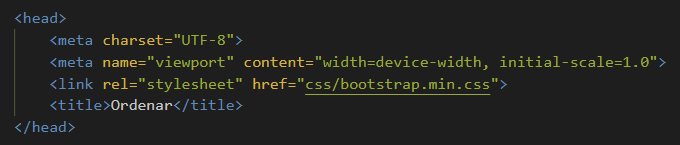 <head>
<meta charset="UTF-8">
<meta name="viewport" content="width=device-width, initial-scale=1.0">
<link rel="stylesheet" href="css/bootstrap.min.css">
<title>Ordenar</title>
</head>